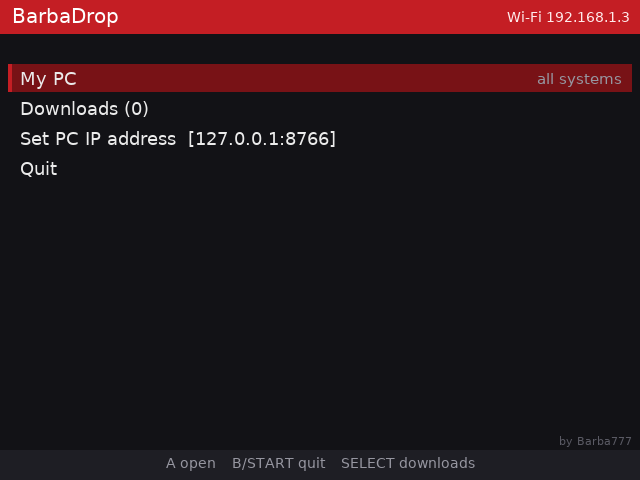 BarbaDrop
Wi-Fi 192.168.1.3
My PC
all systems
Downloads (0)
Set PC IP address [127.0.0.1:8766]
Quit
by Barba777
A open B/START quit SELECT downloads